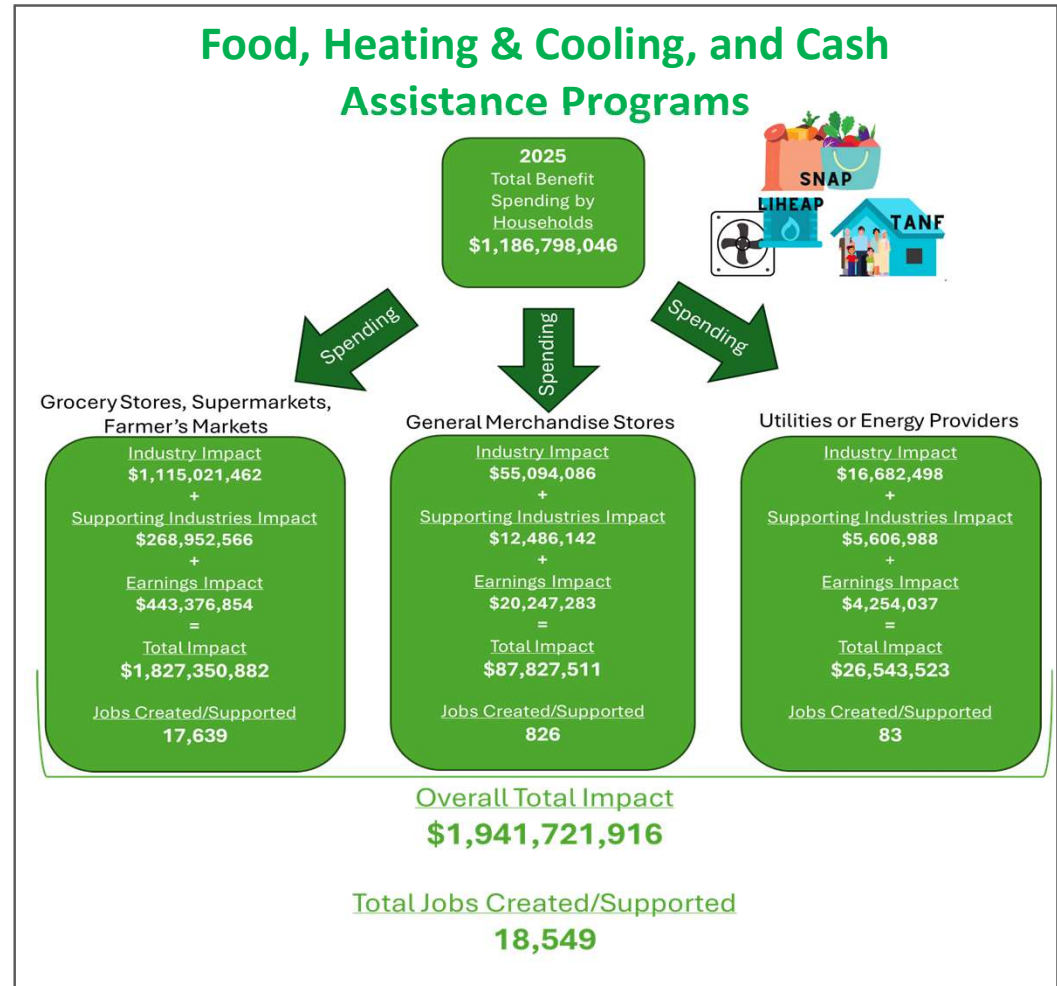 Food, Heating & Cooling, and Cash
Assistance Programs
2025
Total Benefit
Spending by
Households
$1,186,798,046
SNAP
LIHEAP
TANF
Spending
Spending
Spending
Grocery Stores, Supermarkets,
Farmer's Markets
Industry Impact
$1,115,021,462
+
Supporting Industries Impact
$268,952,566
+
Earnings Impact
$443,376,854
=
Total Impact
$1,827,350,882
Jobs Created/Supported
17,639
General Merchandise Stores
Industry Impact
$55,094,086
+
Supporting Industries Impact
$12,486,142
+
Earnings Impact
$20,247,283
=
Total Impact
$87,827,511
Jobs Created/Supported
826
Utilities or Energy Providers
Industry Impact
$16,682,498
+
Supporting Industries Impact
$5,606,988
+
Earnings Impact
$4,254,037
=
Total Impact
$26,543,523
Jobs Created/Supported
83
Overall Total Impact
$1,941,721,916
Total Jobs Created/Supported
18,549